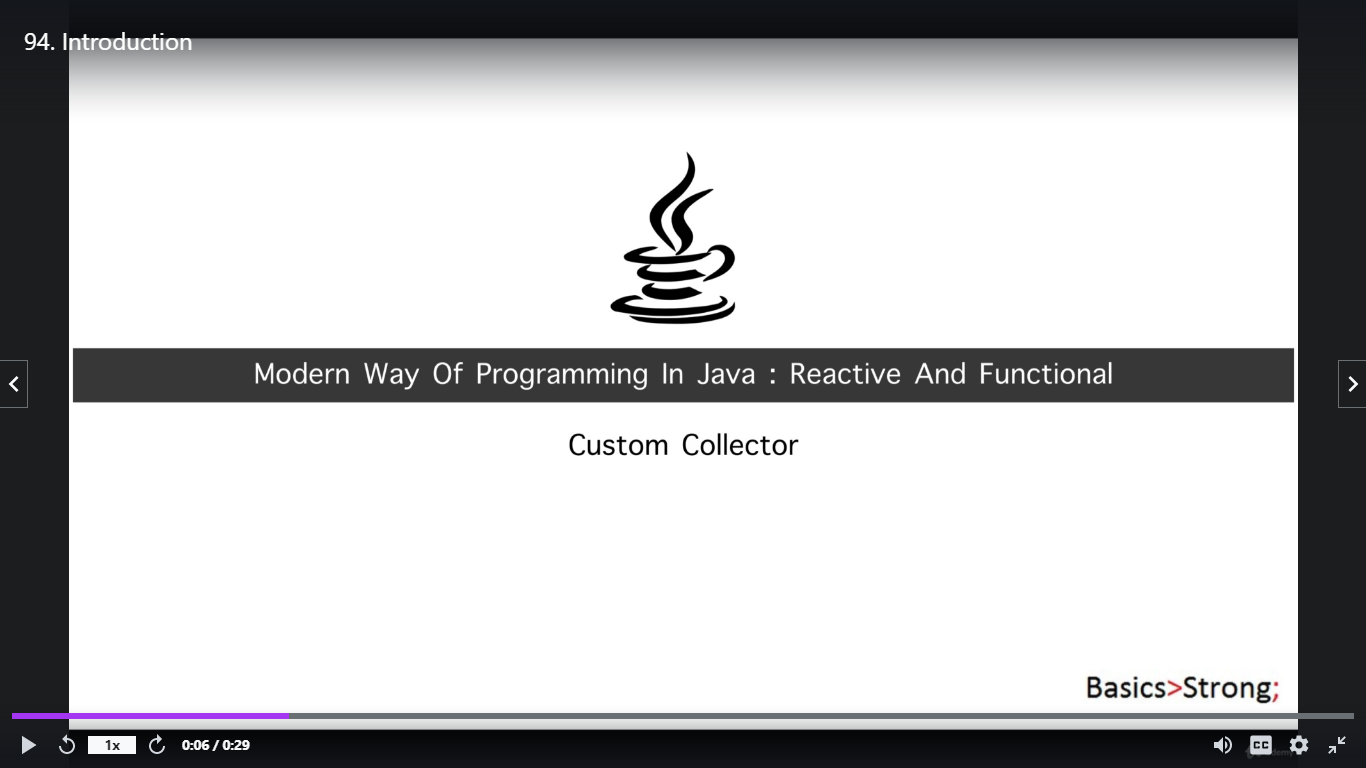 94. Introduction
Modern Way Of Programming In Java : Reactive And Functional
Custom Collector
Basics>Strong;
1x
0:06 / 0:29
CC